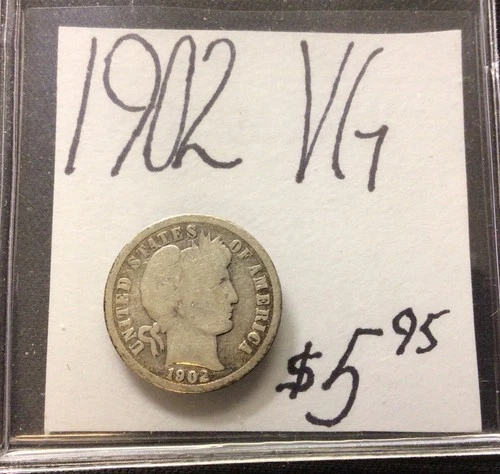 1902 VG
UNITED STATES OF AMERICA
1902
$5.95